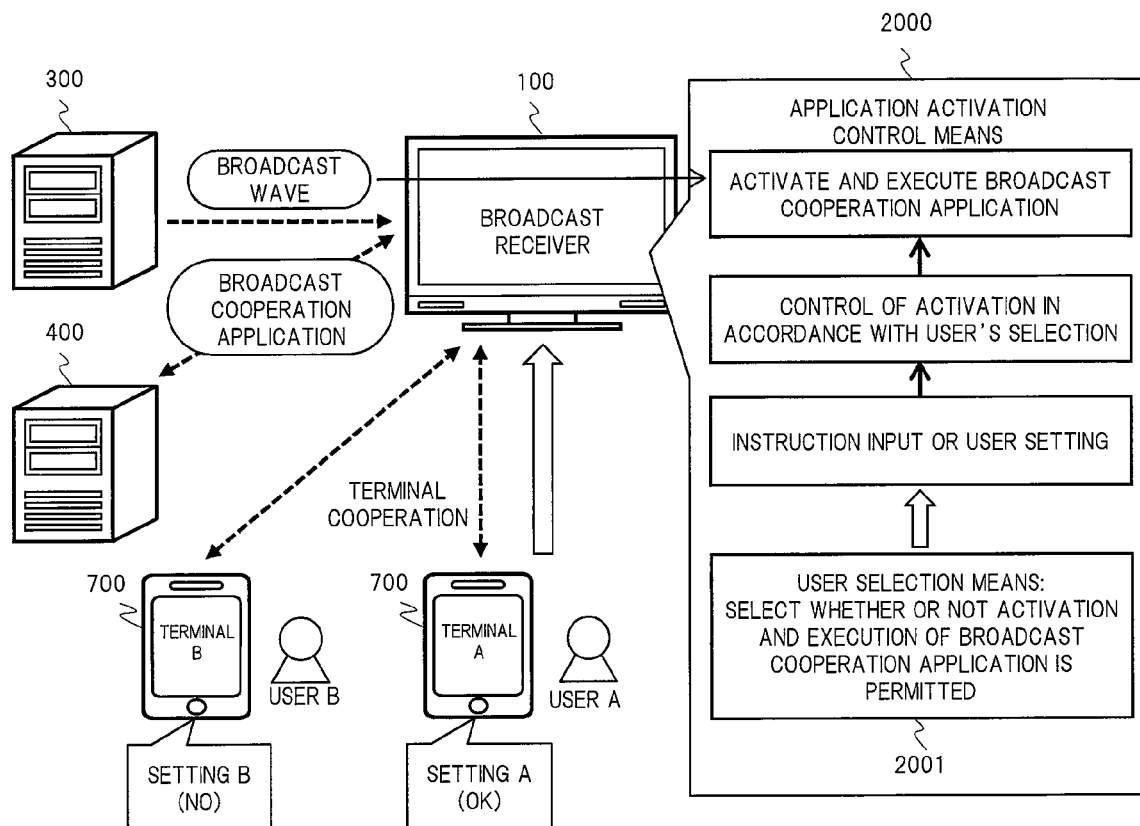 2000
300
100
APPLICATION ACTIVATION
CONTROL MEANS
BROADCAST
WAVE
ACTIVATE AND EXECUTE BROADCAST
COOPERATION APPLICATION
BROADCAST
RECEIVER
BROADCAST
COOPERATION
APPLICATION
CONTROL OF ACTIVATION IN
ACCORDANCE WITH USER'S SELECTION
400
INSTRUCTION INPUT OR USER SETTING
TERMINAL
COOPERATION
700
TERMINAL
B
USER B
700
TERMINAL
A
USER A
USER SELECTION MEANS:
SELECT WHETHER OR NOT ACTIVATION
AND EXECUTION OF BROADCAST
COOPERATION APPLICATION IS
PERMITTED
SETTING B
(NO)
SETTING A
(OK)
2001